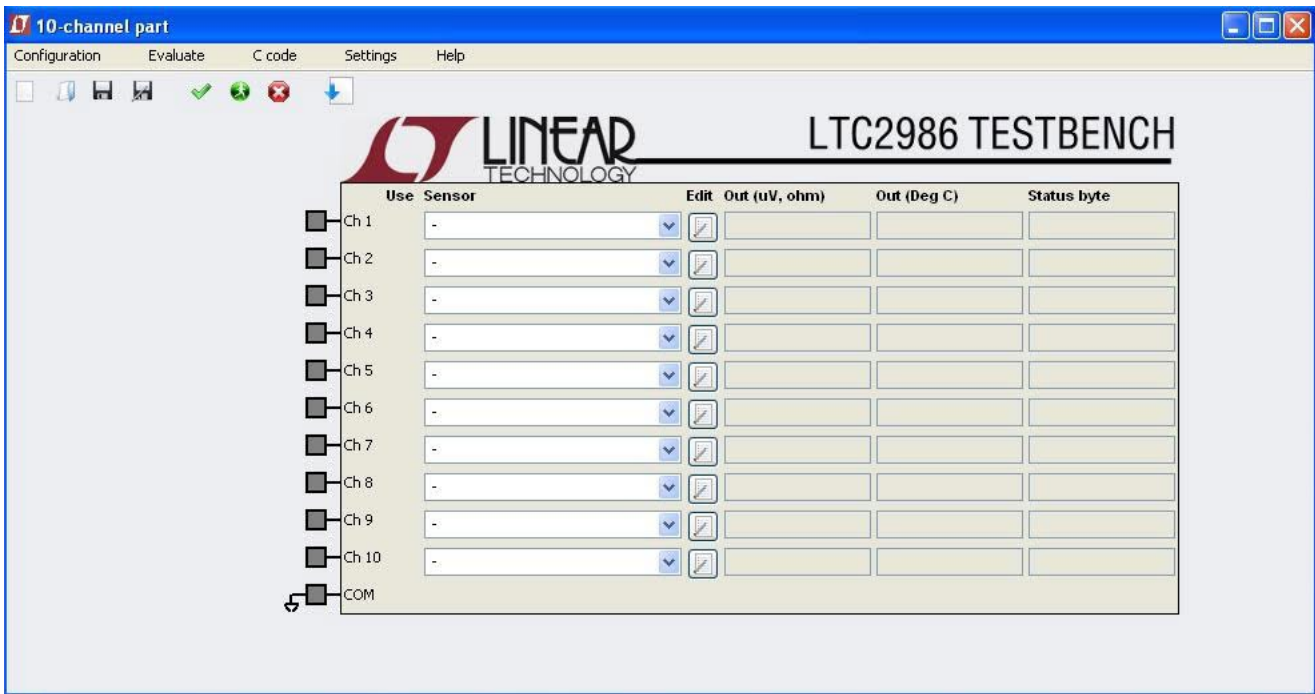 10-channel part
Configuration Evaluate C code Settings Help
LINEAR
TECHNOLOGY
LTC2986 TESTBENCH
Use Sensor Edit Out (uV, ohm) Out (Deg C) Status byte
Ch 1 -
Ch 2 -
Ch 3 -
Ch 4 -
Ch 5 -
Ch 6 -
Ch 7 -
Ch 8 -
Ch 9 -
Ch 10 -
COM